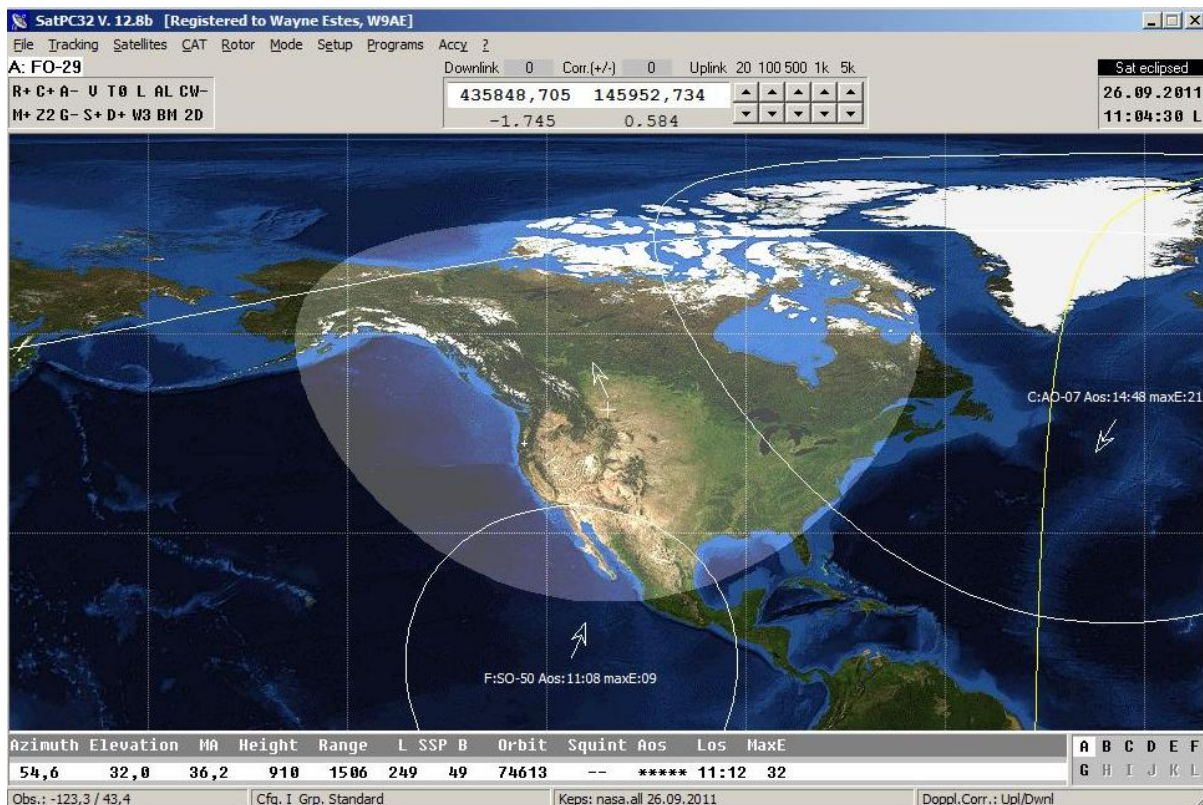 SatPC32 V. 12.8b [Registered to Wayne Estes, W9AE]
File Tracking Satellites CAT Rotor Mode Setup Programs Accy ?
A: FO-29
Downlink 0 Corr.(+/-) 0 Uplink 20 100 500 1k 5k
Sat eclipsed
R+ C+ A- V T0 L AL CW-
435848,705 145952,734
26.09.2011
M+ Z2 G- S+ D+ W3 BM 2D
-1.745 0.584
11:04:30 L
C:AO-07 Aos:14:48 maxE:21
F:SO-50 Aos:11:08 maxE:09
Azimuth Elevation MA Height Range L SSP B Orbit Squint Aos Los MaxE
A B C D E F
54,6 32,0 36,2 910 1506 249 49 74613 -- ***** 11:12 32
G H I J K L
Obs.: -123,3 / 43,4 Cfg. I Grp. Standard Keps: nasa.all 26.09.2011 Doppl.Corr.: Upl/Dwnl